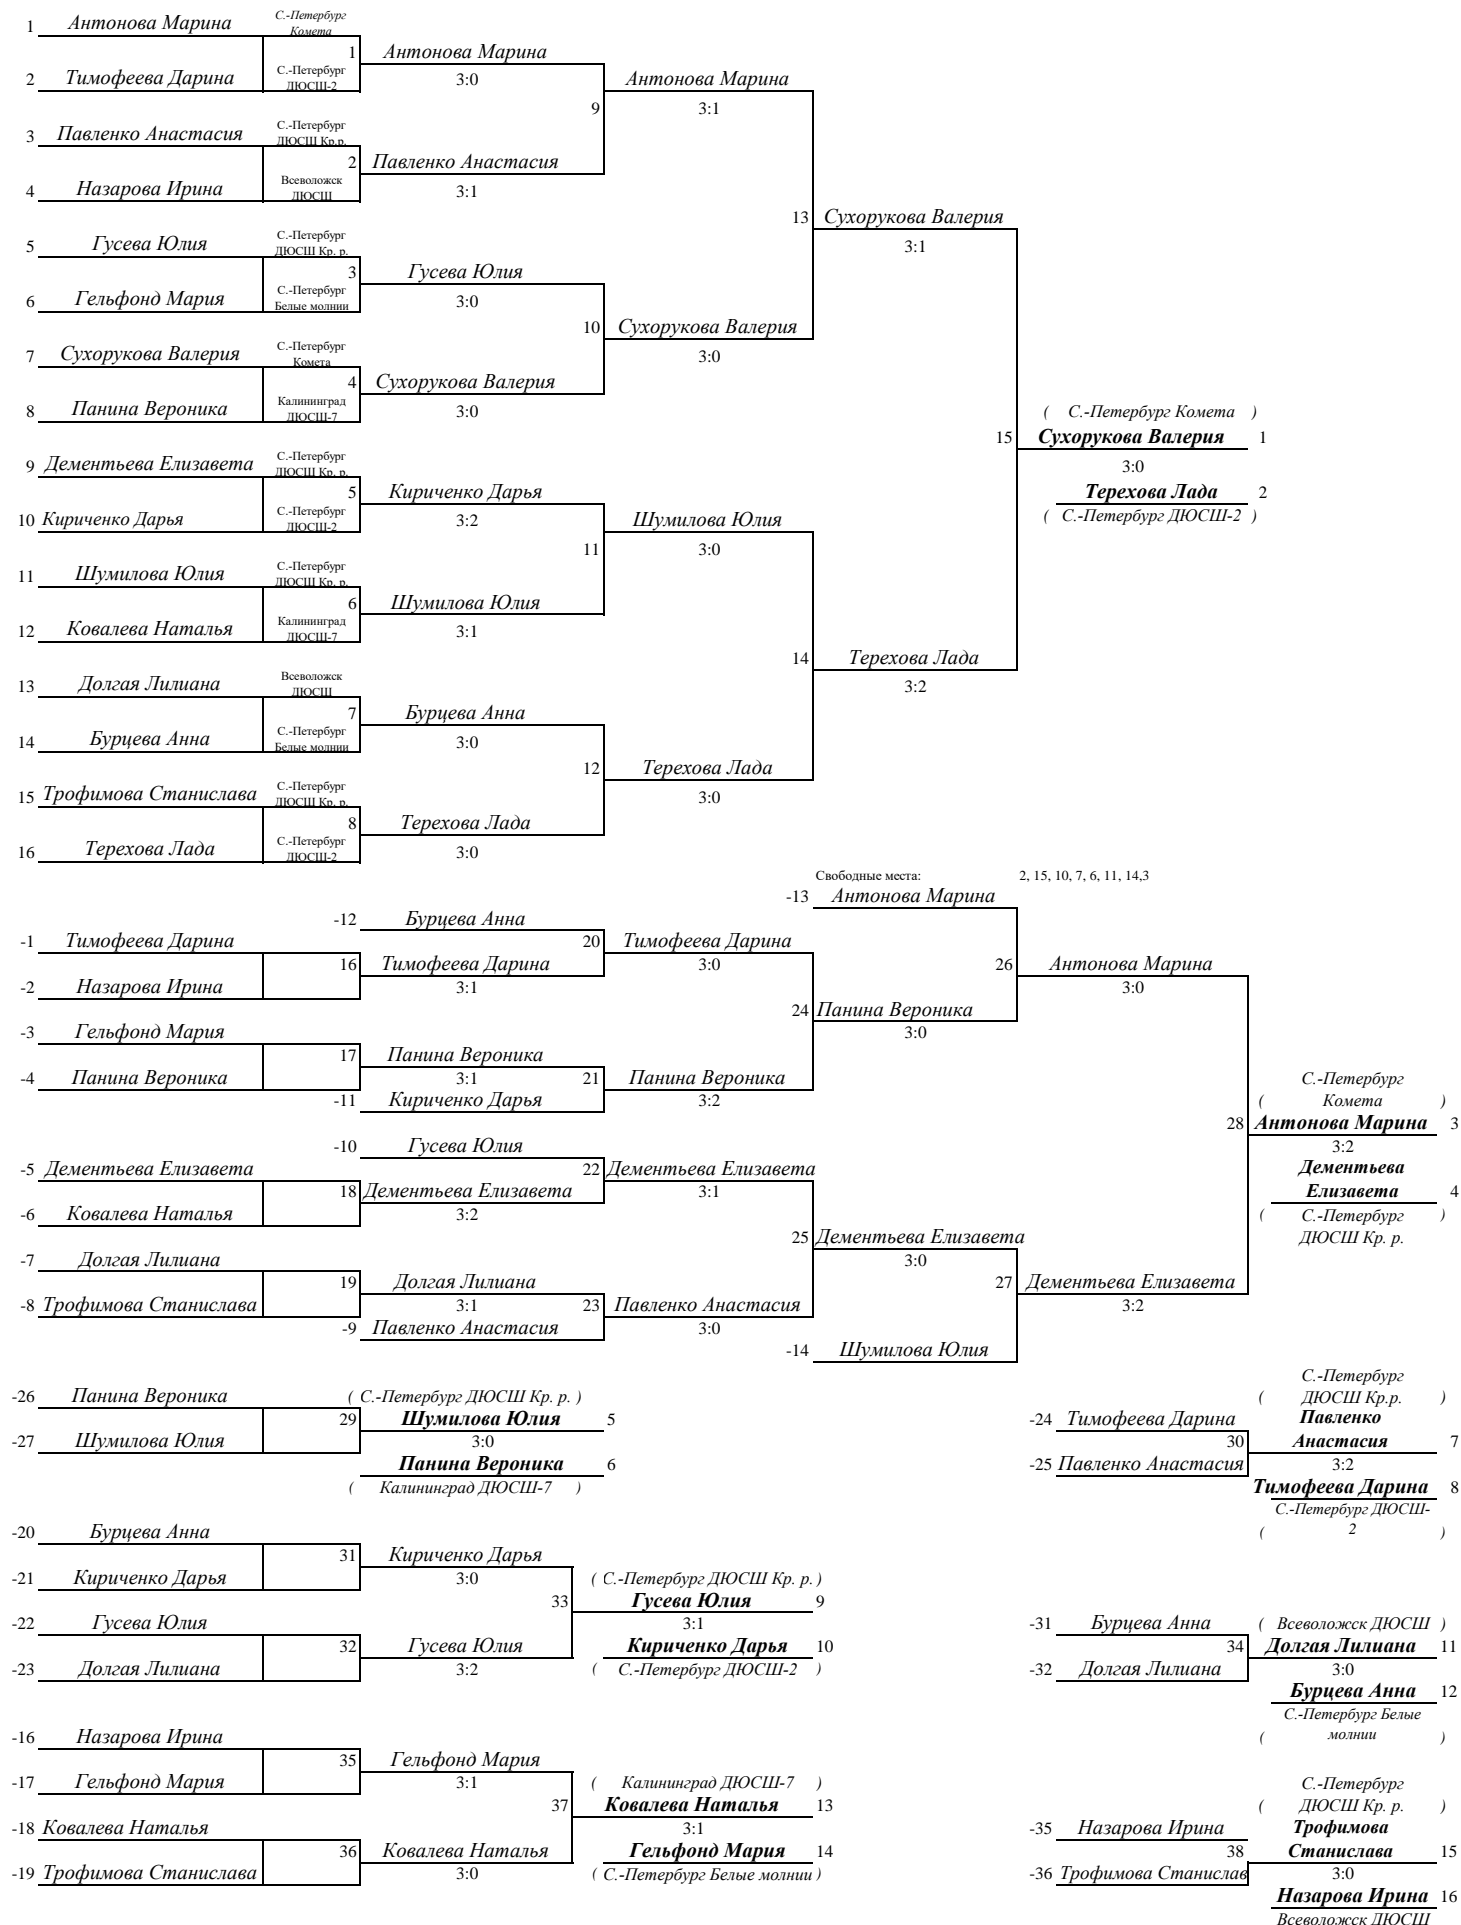 1 Антонова Марина С.-Петербург
Комета
1 Антонова Марина
2 Тимофеева Дарина С.-Петербург
ДЮСШ-2
3:0
Антонова Марина
9 3:1
3 Павленко Анастасия С.-Петербург
ДЮСШ Кр.р.
2 Павленко Анастасия
4 Назарова Ирина Всеволожск
ДЮСШ
3:1
13 Сухорукова Валерия
3:1
5 Гусева Юлия С.-Петербург
ДЮСШ Кр. р.
3 Гусева Юлия
6 Гельфонд Мария С.-Петербург
Белые молнии
3:0
10 Сухорукова Валерия
3:0
7 Сухорукова Валерия С.-Петербург
Комета
4 Сухорукова Валерия
8 Панина Вероника Калининград
ДЮСШ-7
3:0
( С.-Петербург Комета )
15 Сухорукова Валерия 1
3:0
Терехова Лада 2
( С.-Петербург ДЮСШ-2 )
9 Дементьева Елизавета С.-Петербург
ДЮСШ Кр. р.
5 Кириченко Дарья
10 Кириченко Дарья С.-Петербург
ДЮСШ-2
3:2
Шумилова Юлия
11 3:0
11 Шумилова Юлия С.-Петербург
ДЮСШ Кр. р.
6 Шумилова Юлия
12 Ковалева Наталья Калининград
ДЮСШ-7
3:1
14 Терехова Лада
3:2
13 Долгая Лилиана Всеволожск
ДЮСШ
7 Бурцева Анна
14 Бурцева Анна С.-Петербург
Белые молнии
3:0
12 Терехова Лада
3:0
15 Трофимова Станислава С.-Петербург
ДЮСШ Кр. р.
8 Терехова Лада
16 Терехова Лада С.-Петербург
ДЮСШ-2
3:0
Свободные места: 2, 15, 10, 7, 6, 11, 14,3
-13 Антонова Марина
-12 Бурцева Анна
-1 Тимофеева Дарина 20 Тимофеева Дарина
16 Тимофеева Дарина 3:0 26 Антонова Марина
-2 Назарова Ирина 3:1 3:0
24 Панина Вероника
-3 Гельфонд Мария 3:0
17 Панина Вероника
-4 Панина Вероника 3:1 21 Панина Вероника
-11 Кириченко Дарья 3:2
С.-Петербург
( Комета )
28 Антонова Марина 3
3:2
Дементьева
Елизавета 4
( С.-Петербург )
ДЮСШ Кр. р.
-10 Гусева Юлия
-5 Дементьева Елизавета 22 Дементьева Елизавета
18 Дементьева Елизавета 3:1
-6 Ковалева Наталья 3:2
25 Дементьева Елизавета
-7 Долгая Лилиана 3:0
19 Долгая Лилиана 27 Дементьева Елизавета
-8 Трофимова Станислава 3:1 23 Павленко Анастасия 3:2
-9 Павленко Анастасия 3:0
-14 Шумилова Юлия
-26 Панина Вероника ( С.-Петербург ДЮСШ Кр. р. )
29 Шумилова Юлия 5
-27 Шумилова Юлия 3:0
Панина Вероника 6
( Калининград ДЮСШ-7 )
С.-Петербург
( ДЮСШ Кр.р. )
-24 Тимофеева Дарина Павленко
30 Анастасия 7
-25 Павленко Анастасия 3:2
Тимофеева Дарина 8
С.-Петербург ДЮСШ-
( 2 )
-20 Бурцева Анна
31 Кириченко Дарья
-21 Кириченко Дарья 3:0 ( С.-Петербург ДЮСШ Кр. р. )
33 Гусева Юлия 9
-22 Гусева Юлия 3:1
32 Гусева Юлия Кириченко Дарья 10
-23 Долгая Лилиана 3:2 ( С.-Петербург ДЮСШ-2 )
-31 Бурцева Анна ( Всеволожск ДЮСШ )
34 Долгая Лилиана 11
-32 Долгая Лилиана 3:0
Бурцева Анна 12
С.-Петербург Белые
( молнии )
-16 Назарова Ирина
35 Гельфонд Мария
-17 Гельфонд Мария 3:1 ( Калининград ДЮСШ-7 )
37 Ковалева Наталья 13
-18 Ковалева Наталья 3:1
36 Ковалева Наталья Гельфонд Мария 14
-19 Трофимова Станислава 3:0 ( С.-Петербург Белые молнии )
С.-Петербург
( ДЮСШ Кр. р. )
-35 Назарова Ирина Трофимова
38 Станислава 15
-36 Трофимова Станислав 3:0
Назарова Ирина 16
Всеволожск ДЮСШ